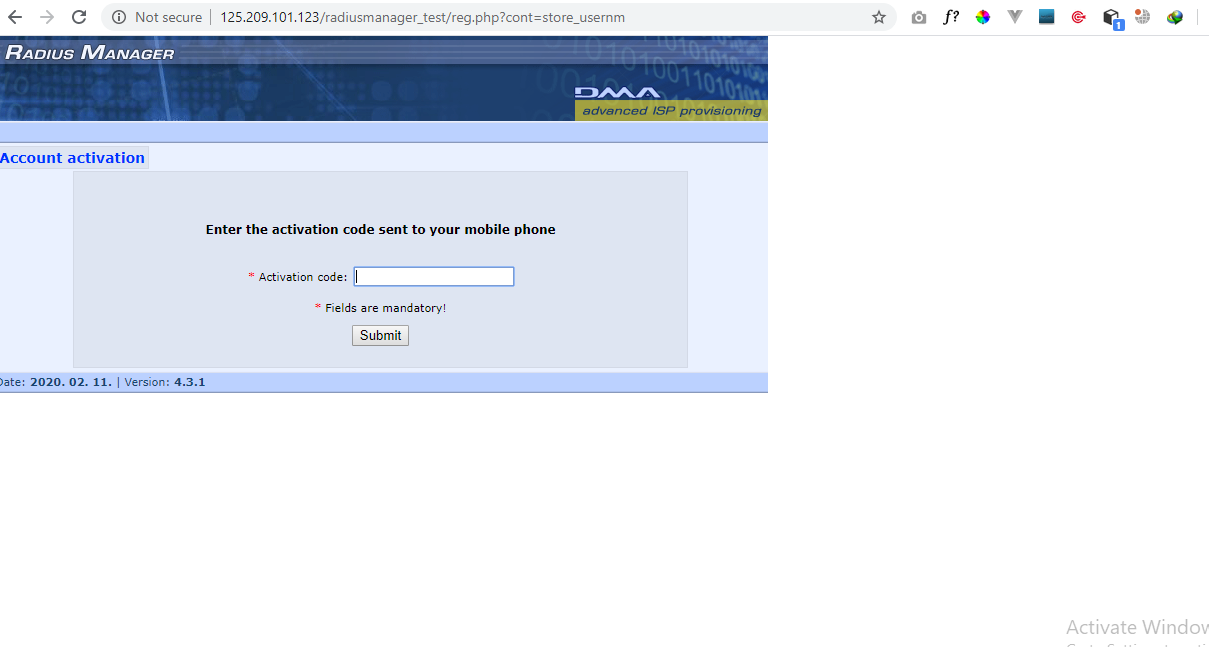 Not secure | 125.209.101.123/radiusmanager_test/reg.php?cont=store_usernm
f?
1
RADIUS MANAGER
DMA
advanced ISP provisioning
Account activation
Enter the activation code sent to your mobile phone
* Activation code:
* Fields are mandatory!
Submit
Date: 2020. 02. 11. | Version: 4.3.1
Activate Window